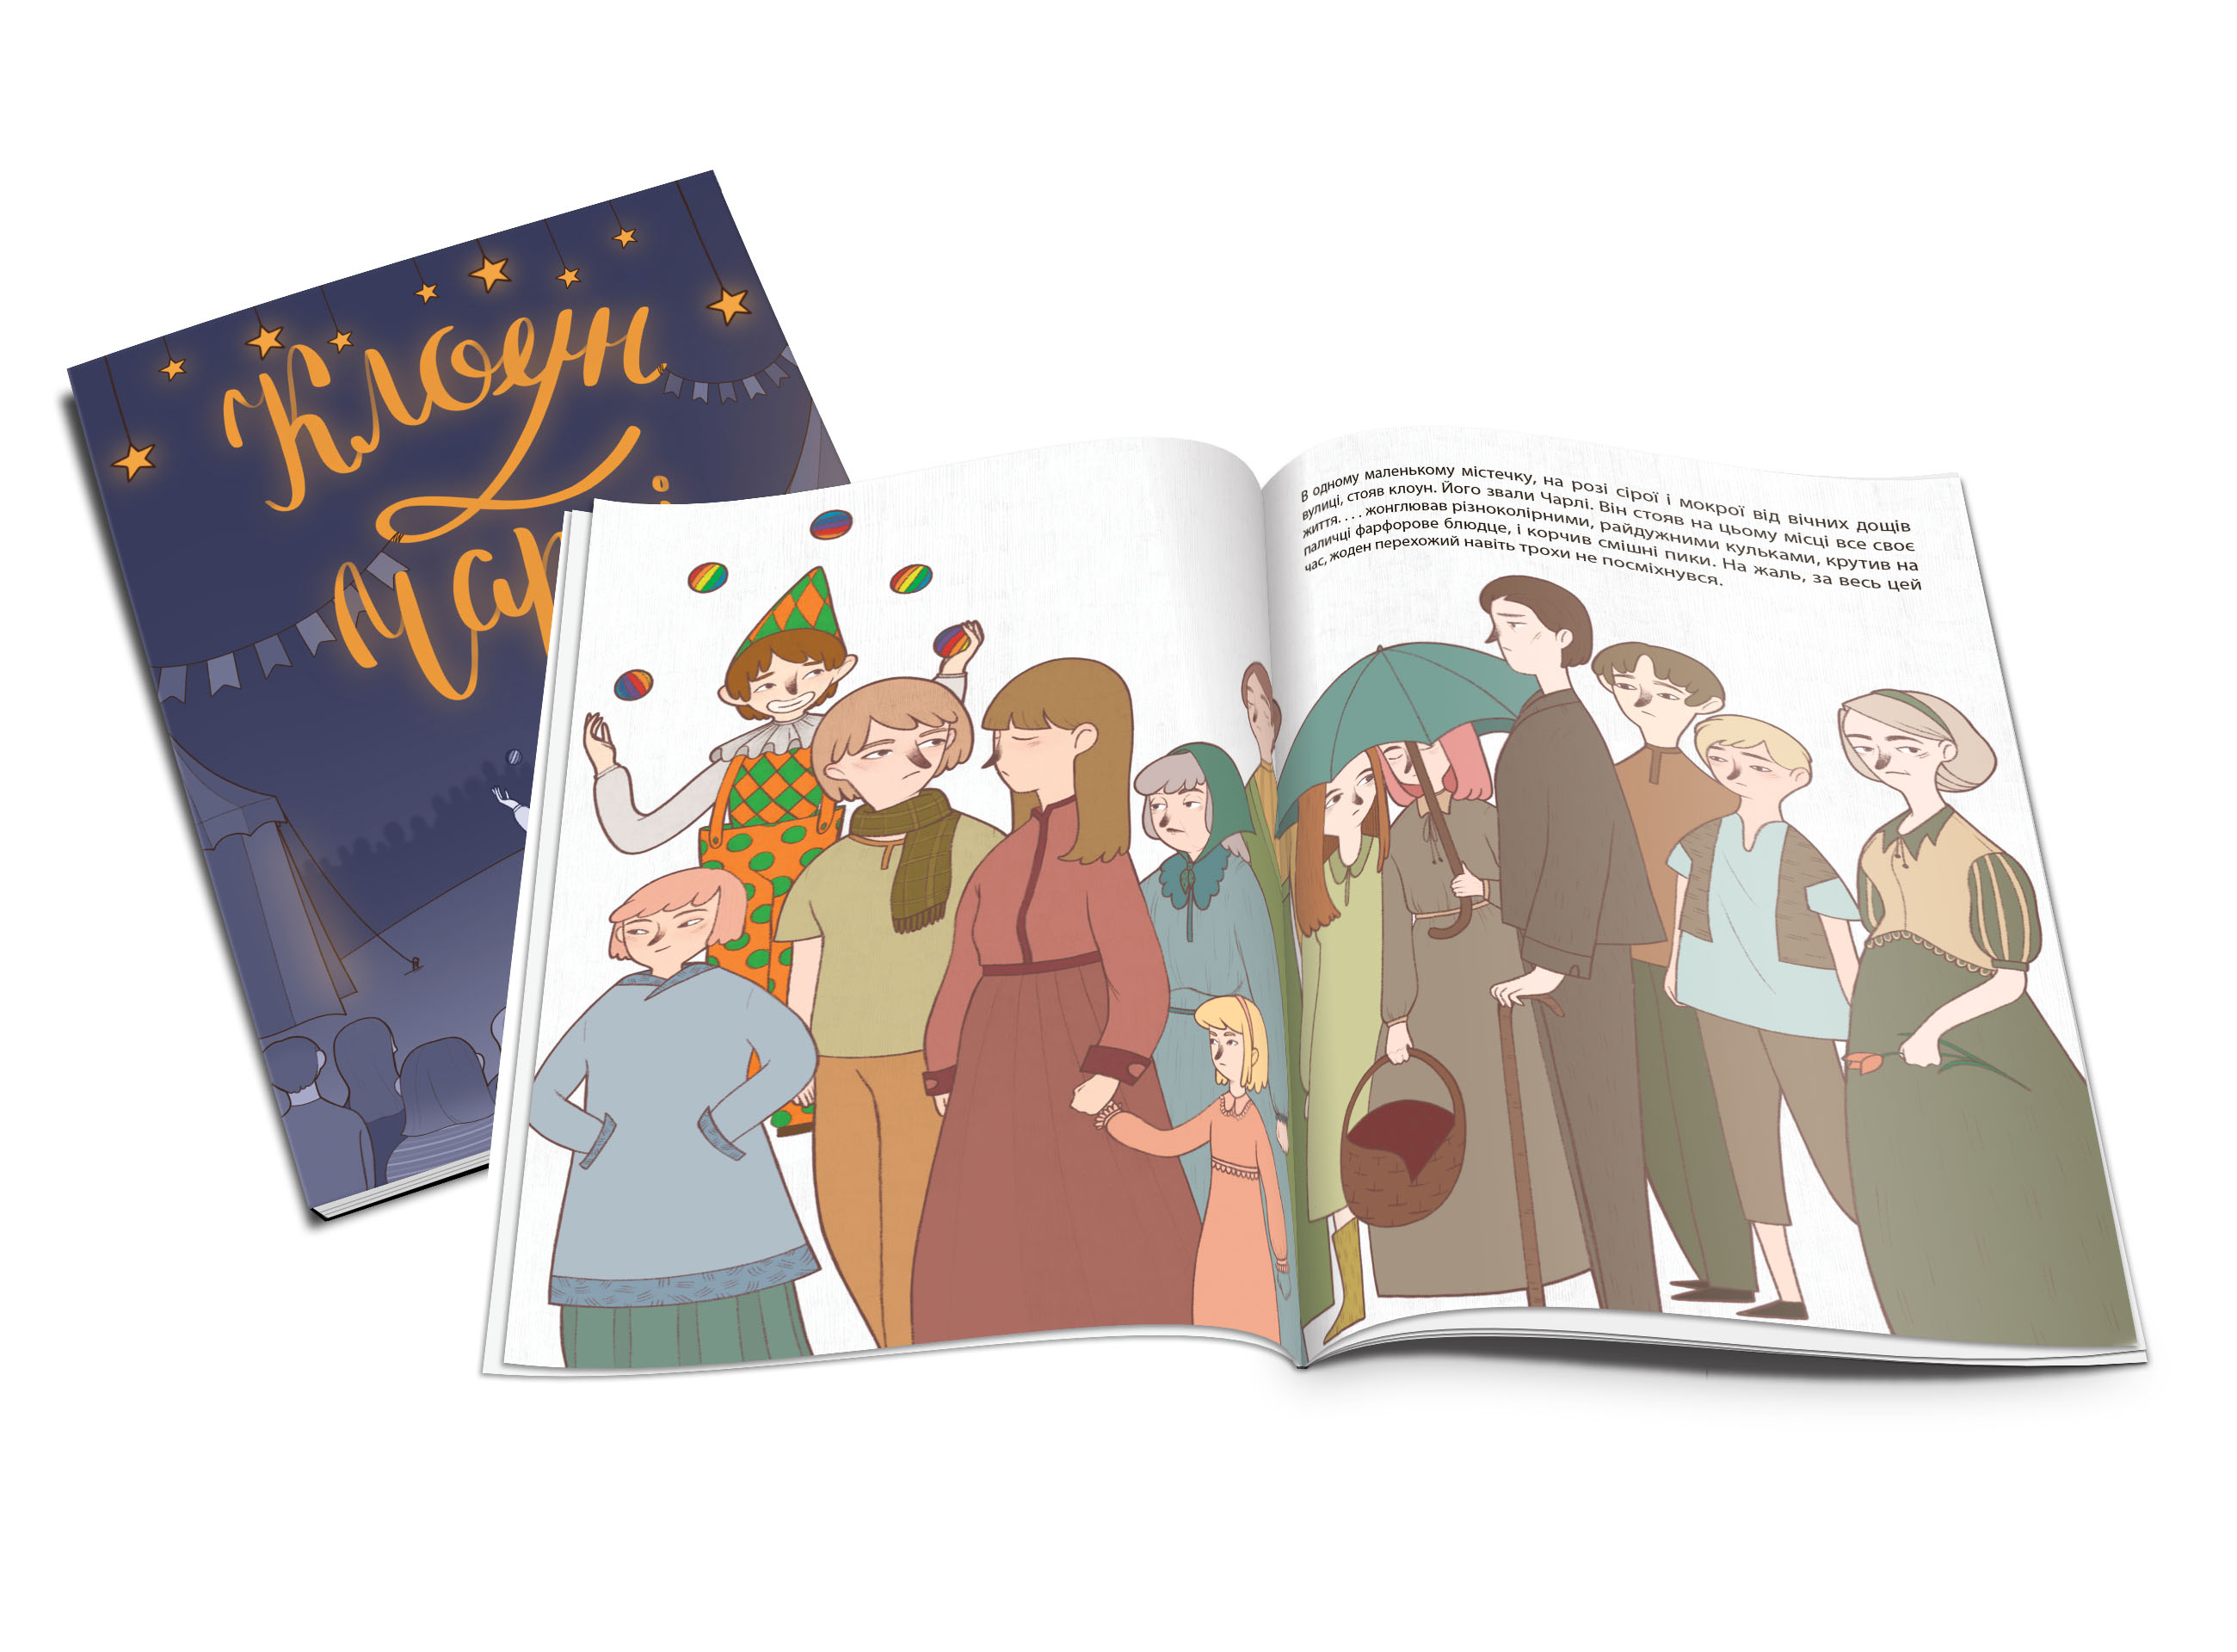 Клоун
В одному маленькому містечку, на розі сірої і мокрої від вічних дощів
вулиці, стояв клоун. Його звали Чарлі. Він стояв на цьому місці все своє
життя. . . . жонглював різноколірними, райдужними кульками, крутив на
паличці фарфорове блюдце, і корчив смішні пики. На жаль, за весь цей
час, жоден перехожий навіть трохи не посміхнувся.